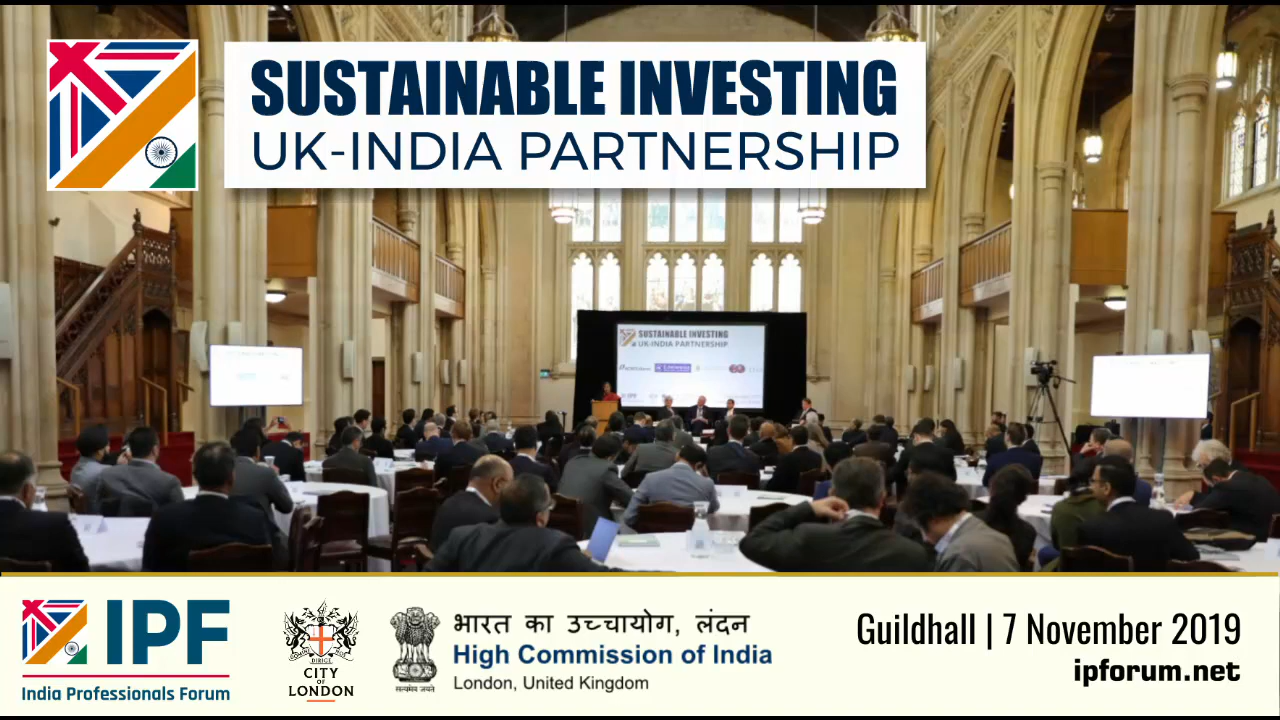 SUSTAINABLE INVESTING
UK-INDIA PARTNERSHIP
SUSTAINABLE INVESTING
UK-INDIA PARTNERSHIP
IPF
India Professionals Forum
DOMINE DIRIGE
CITY
OF
LONDON
सत्यमेव जयते
भारत का उच्चायोग, लंदन
High Commission of India
London, United Kingdom
Guildhall | 7 November 2019
ipforum.net